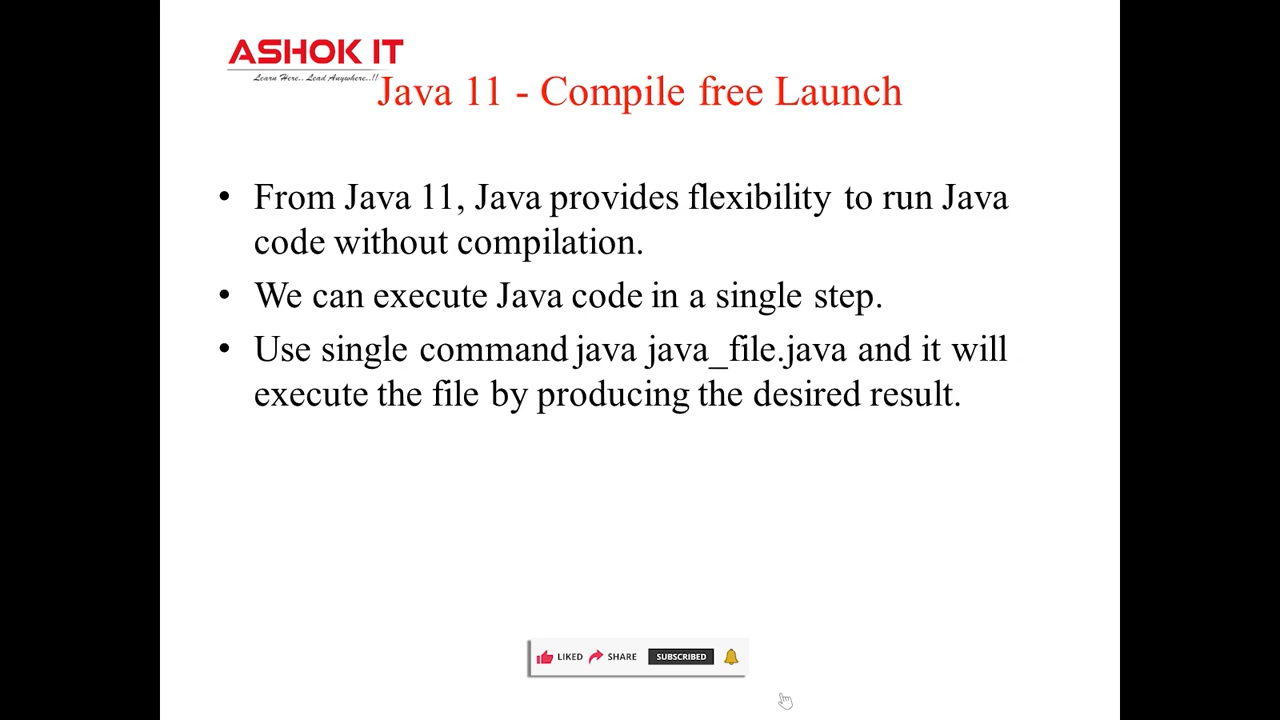 ASHOK IT
Learn Here.. Lead Anywhere..!!
Java 11 - Compile free Launch
• From Java 11, Java provides flexibility to run Java
code without compilation.
• We can execute Java code in a single step.
• Use single command java java_file.java and it will
execute the file by producing the desired result.
LIKED SHARE SUBSCRIBED